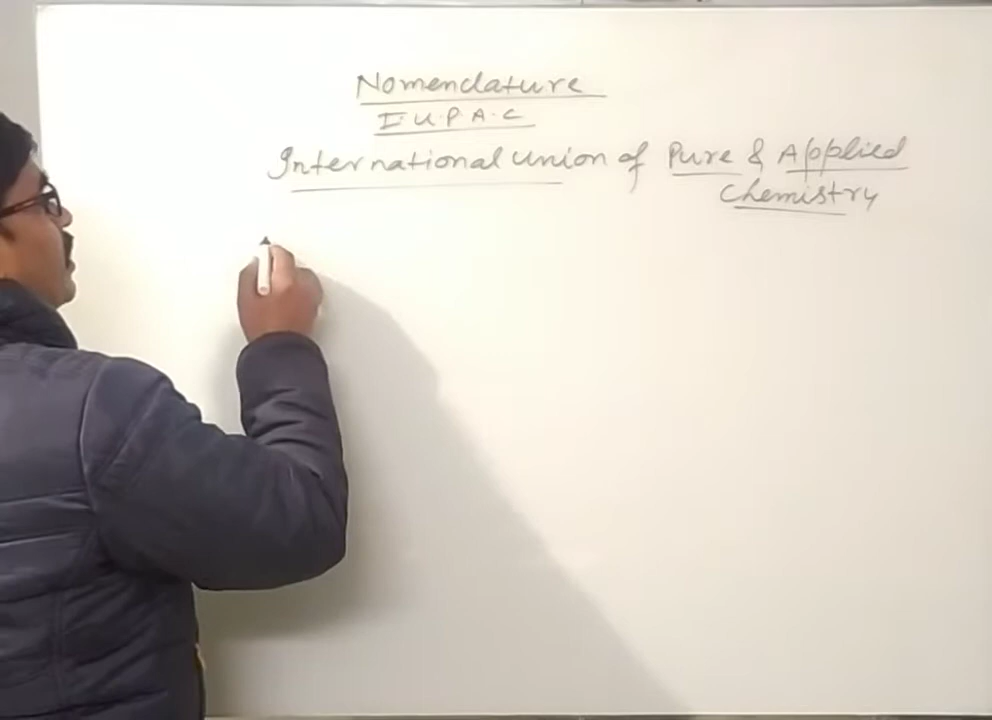 Nomenclature
I.U.P.A.C
International Union of Pure & Applied
Chemistry